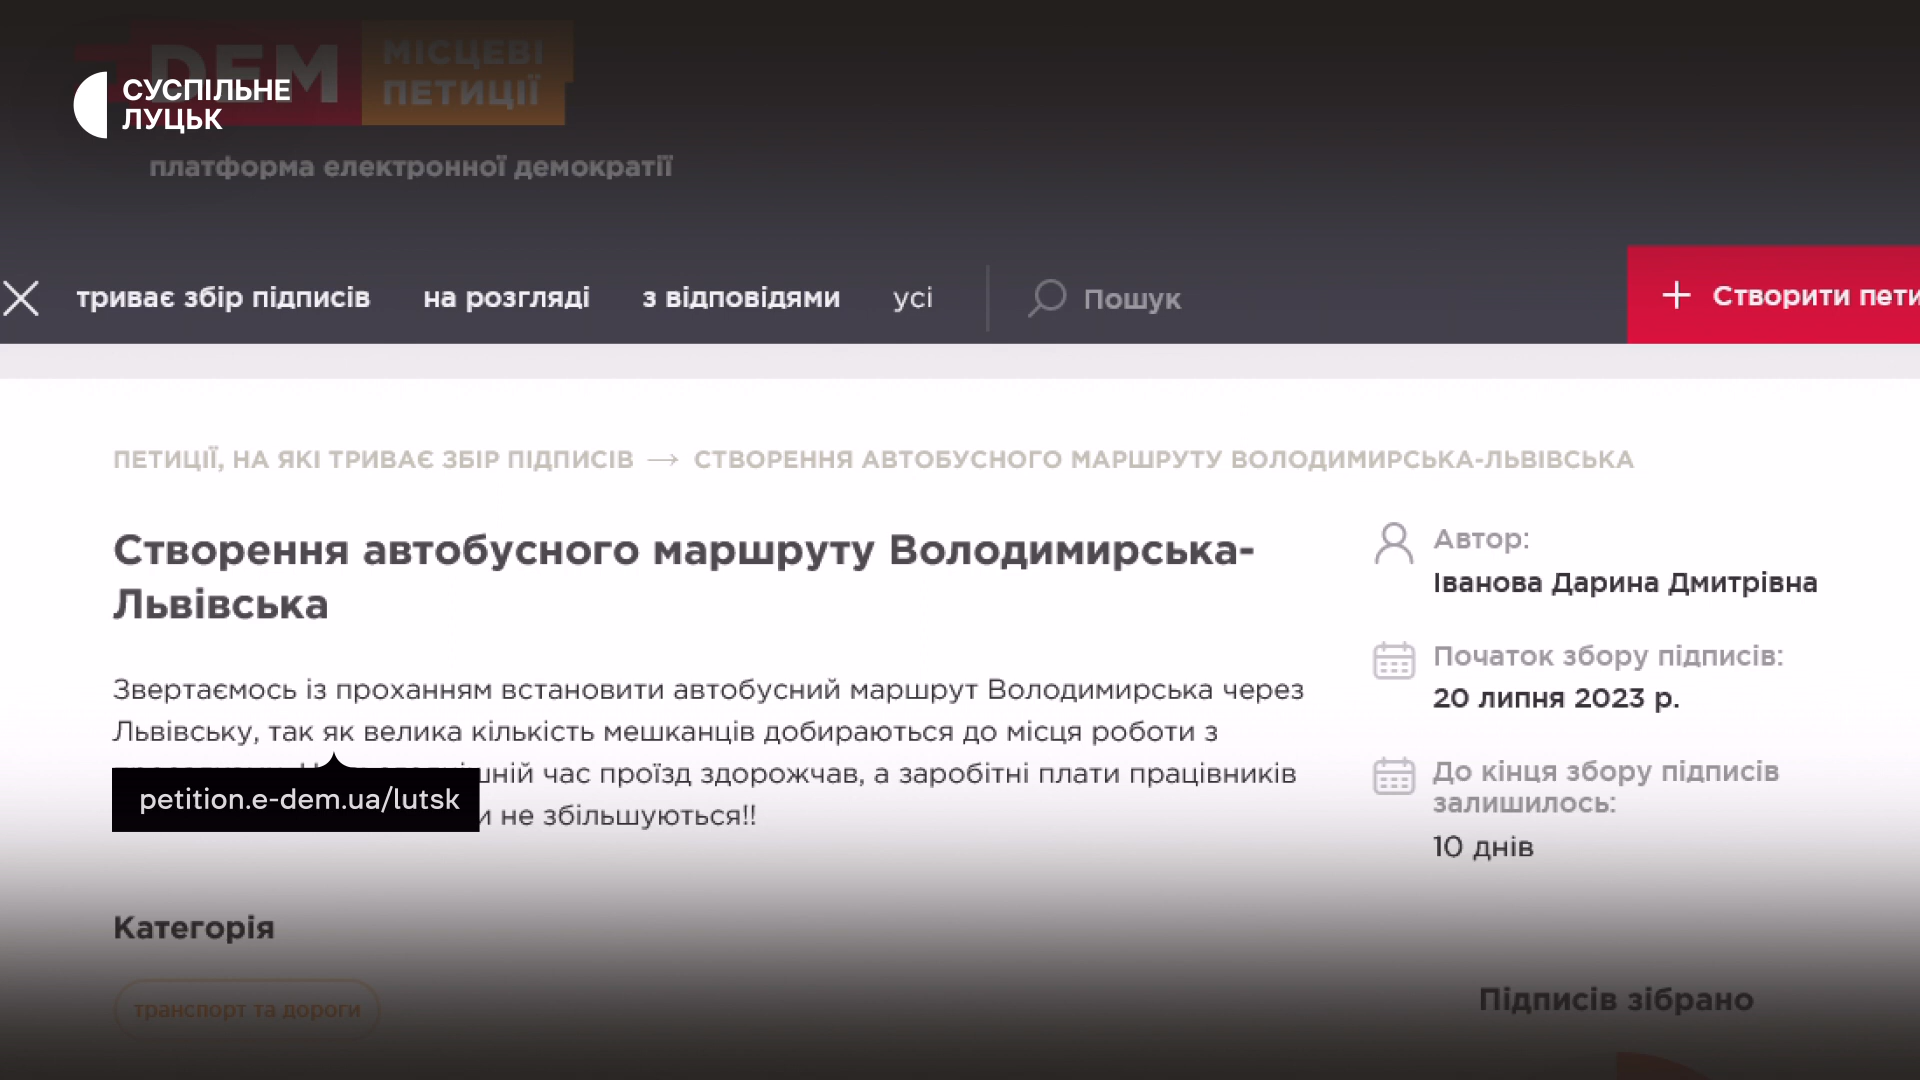 DEM
МІСЦЕВІ
ПЕТИЦІЇ
СУСПІЛЬНЕ
ЛУЦЬК
платформа електронної демократії
триває збір підписів на розгляді з відповідями усі Пошук + Створити пети
ПЕТИЦІЇ, НА ЯКІ ТРИВАЄ ЗБІР ПІДПИСІВ → СТВОРЕННЯ АВТОБУСНОГО МАРШРУТУ ВОЛОДИМИРСЬКА-ЛЬВІВСЬКА
Створення автобусного маршруту Володимирська-
Львівська
Звертаємось із проханням встановити автобусний маршрут Володимирська через
Львівську, так як велика кількість мешканців добираються до місця роботи з
час проїзд здорожчав, а заробітні плати працівників
не збільшуються!!
petition.e-dem.ua/lutsk
Автор:
Іванова Дарина Дмитрівна
Початок збору підписів:
20 липня 2023 р.
До кінця збору підписів
залишилось:
10 днів
Категорія
транспорт та дороги
Підписів зібрано